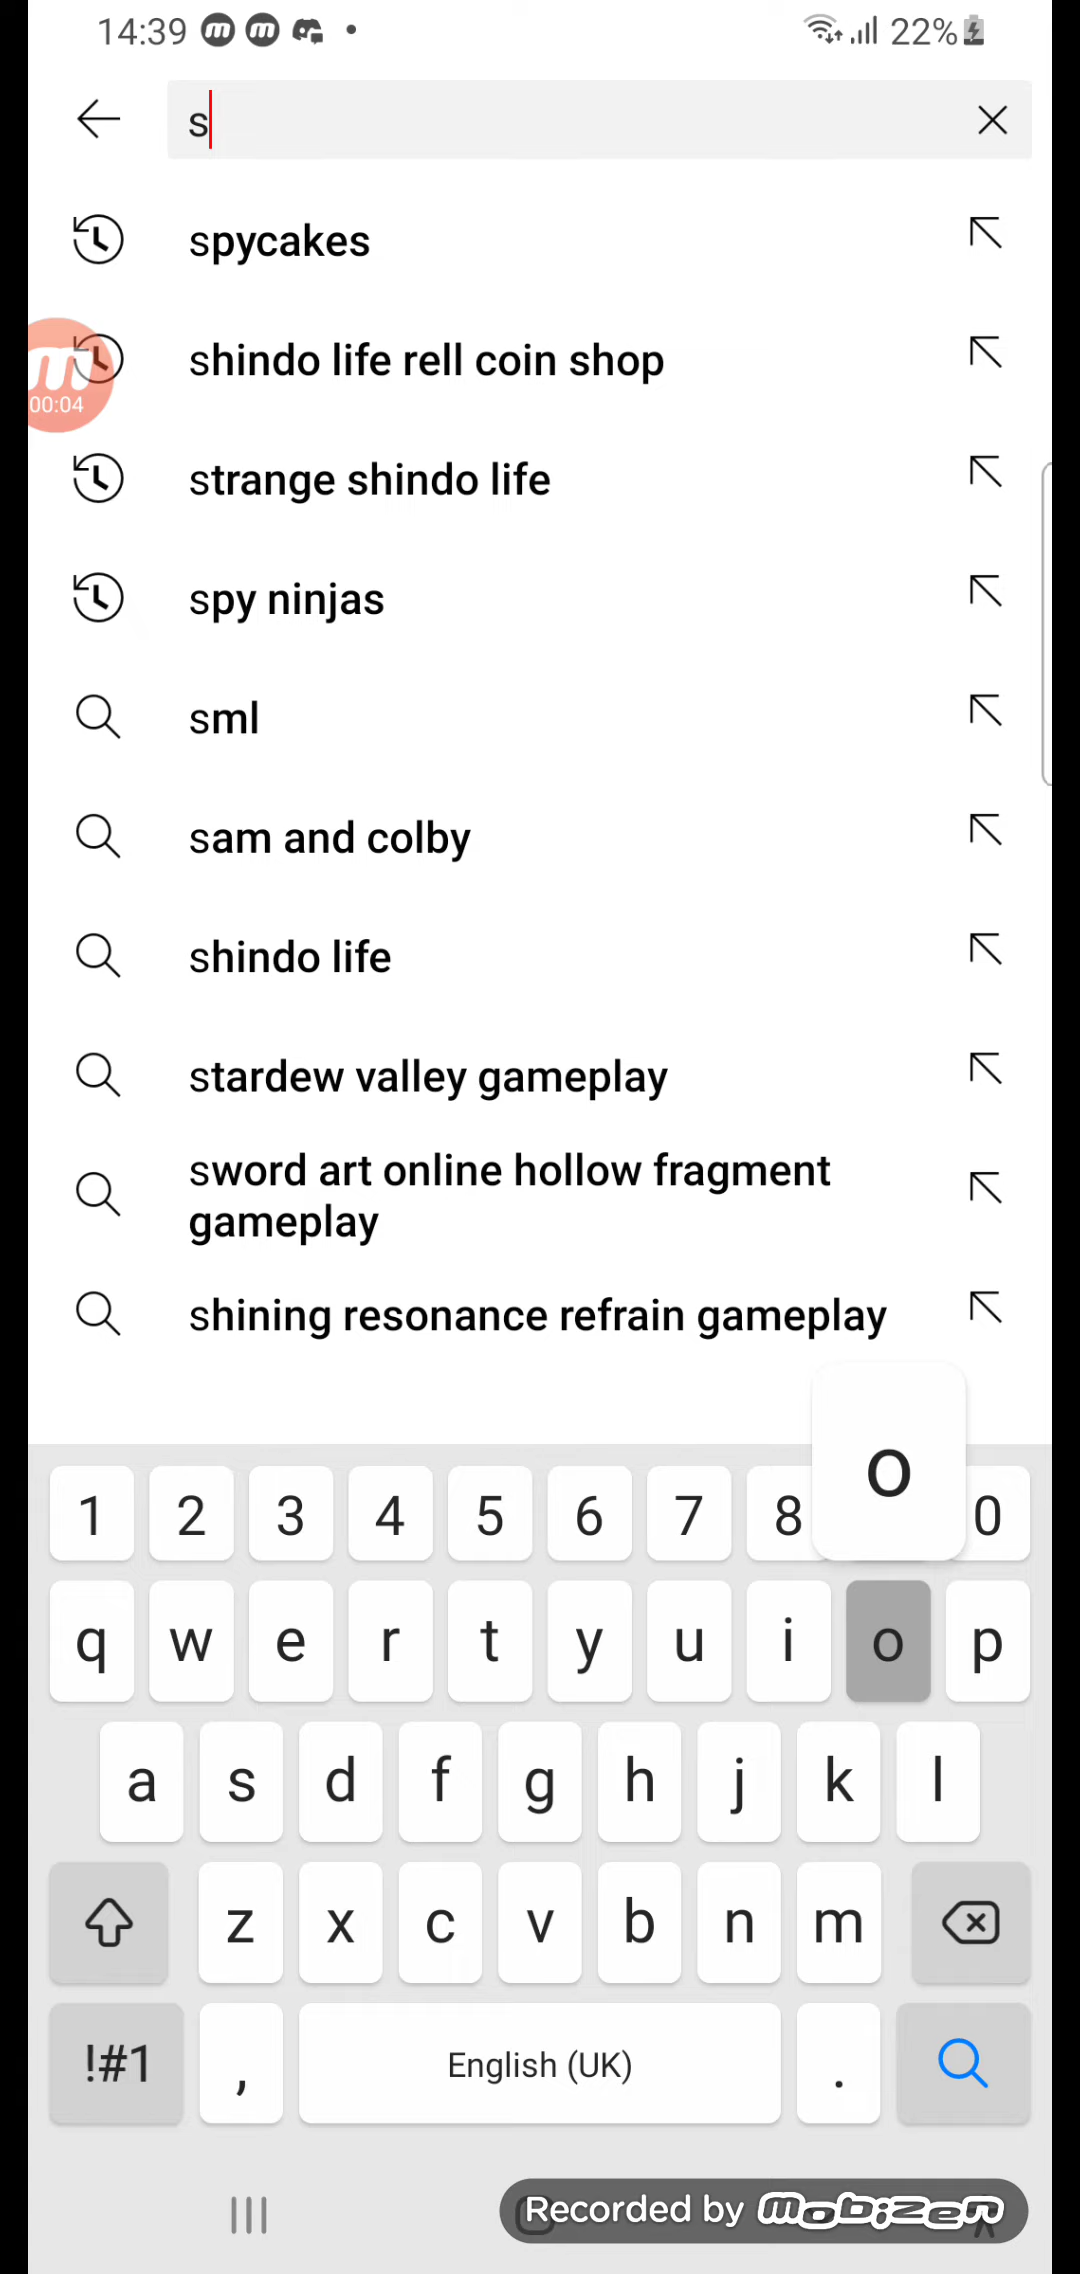 14:39
22%
s
spycakes
shindo life rell coin shop
00:04
strange shindo life
spy ninjas
sml
sam and colby
shindo life
stardew valley gameplay
sword art online hollow fragment
gameplay
shining resonance refrain gameplay
o
1 2 3 4 5 6 7 8 0
q w e r t y u i o p
a s d f g h j k l
z x c v b n m
!#1 , English (UK) .
Recorded by mobizen